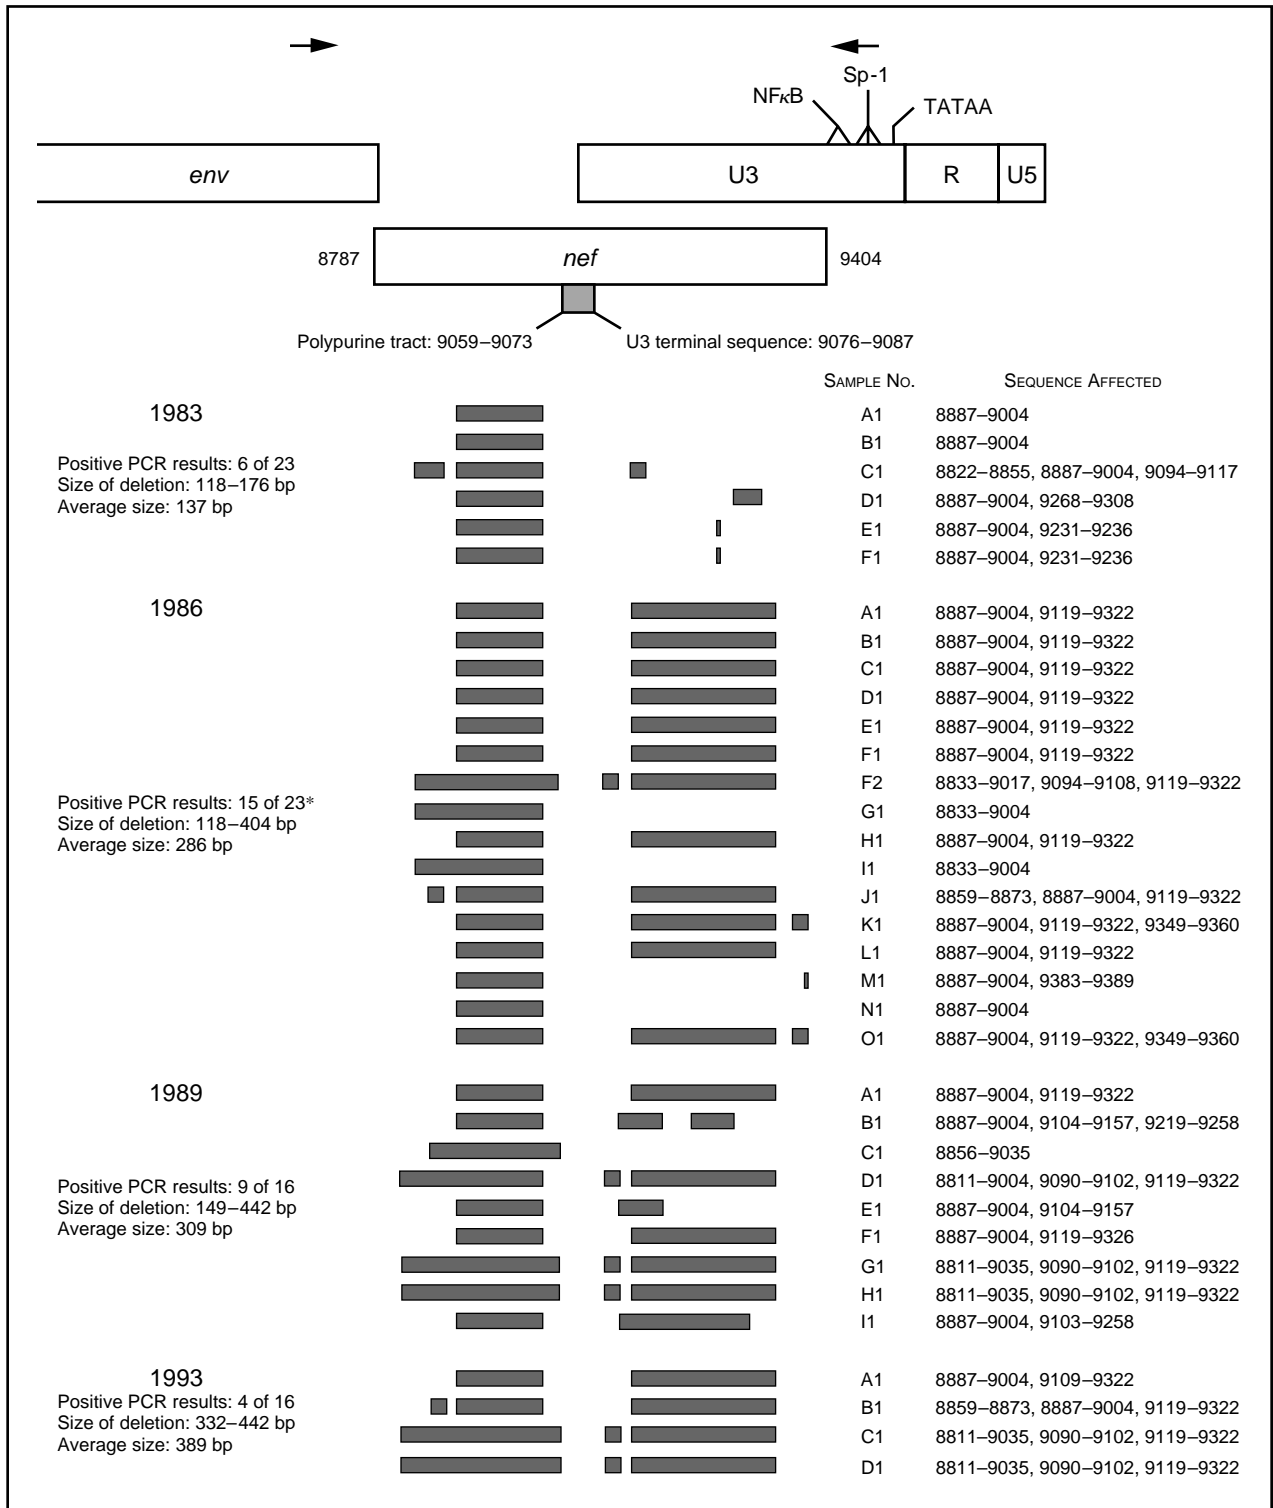 Sp-1
NFκB
TATAA
env
U3
R
U5
8787
nef
9404
Polypurine tract: 9059–9073
U3 terminal sequence: 9076–9087
SAMPLE NO.
SEQUENCE AFFECTED
1983
Positive PCR results: 6 of 23
Size of deletion: 118–176 bp
Average size: 137 bp
A1 8887–9004
B1 8887–9004
C1 8822–8855, 8887–9004, 9094–9117
D1 8887–9004, 9268–9308
E1 8887–9004, 9231–9236
F1 8887–9004, 9231–9236
1986
Positive PCR results: 15 of 23*
Size of deletion: 118–404 bp
Average size: 286 bp
A1 8887–9004, 9119–9322
B1 8887–9004, 9119–9322
C1 8887–9004, 9119–9322
D1 8887–9004, 9119–9322
E1 8887–9004, 9119–9322
F1 8887–9004, 9119–9322
F2 8833–9017, 9094–9108, 9119–9322
G1 8833–9004
H1 8887–9004, 9119–9322
I1 8833–9004
J1 8859–8873, 8887–9004, 9119–9322
K1 8887–9004, 9119–9322, 9349–9360
L1 8887–9004, 9119–9322
M1 8887–9004, 9383–9389
N1 8887–9004
O1 8887–9004, 9119–9322, 9349–9360
1989
Positive PCR results: 9 of 16
Size of deletion: 149–442 bp
Average size: 309 bp
A1 8887–9004, 9119–9322
B1 8887–9004, 9104–9157, 9219–9258
C1 8856–9035
D1 8811–9004, 9090–9102, 9119–9322
E1 8887–9004, 9104–9157
F1 8887–9004, 9119–9326
G1 8811–9035, 9090–9102, 9119–9322
H1 8811–9035, 9090–9102, 9119–9322
I1 8887–9004, 9103–9258
1993
Positive PCR results: 4 of 16
Size of deletion: 332–442 bp
Average size: 389 bp
A1 8887–9004, 9109–9322
B1 8859–8873, 8887–9004, 9119–9322
C1 8811–9035, 9090–9102, 9119–9322
D1 8811–9035, 9090–9102, 9119–9322